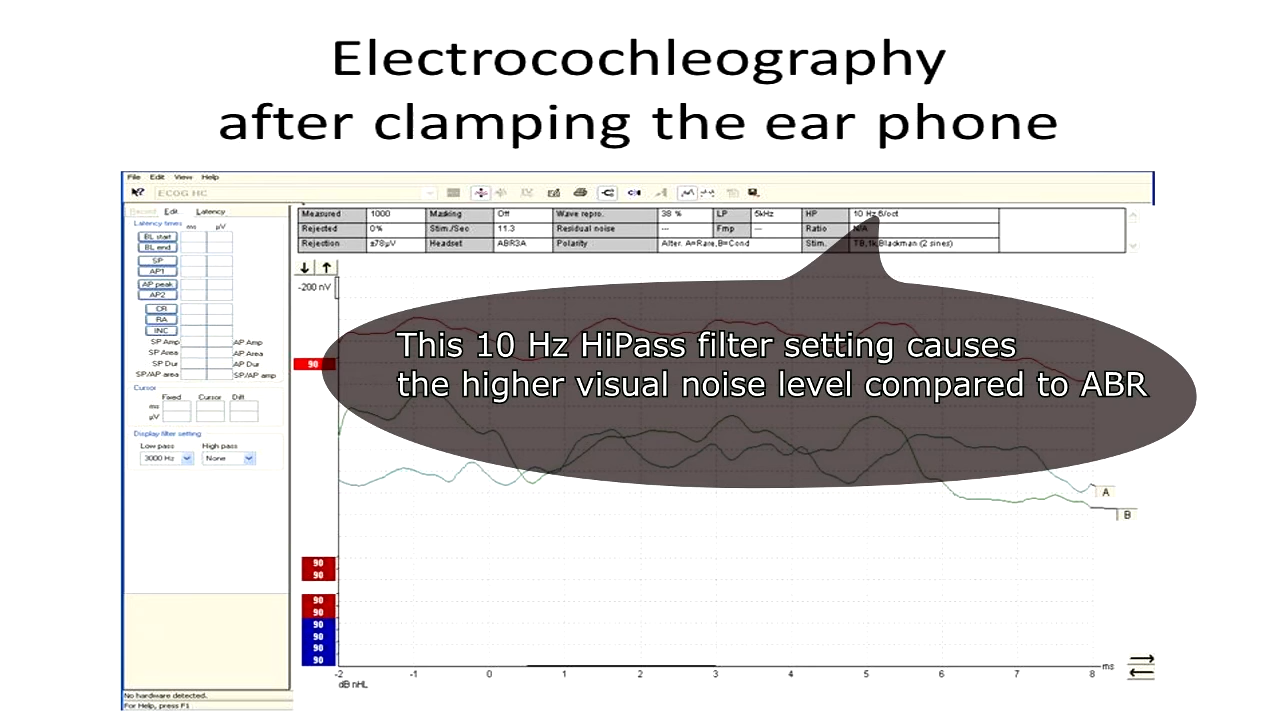 Electrocochleography
after clamping the ear phone
File Edit View Help
ECOG HC
Record Edit Latency
Latency times ms µV
BL start
BL end
SP
AP1
AP peak
AP2
CR
RA
INC
SP Amp AP Amp
SP Area AP Area
SP Dur AP Dur
SP/AP area SP/AP amp
Cursor
Fixed Cursor Diff
ms
µV
Display filter setting
Low pass High pass
3000 Hz None
No hardware detected.
For Help, press F1
Measured 1000 Masking Off Wave repro. 38 % LP 5kHz HP 10 Hz 6/oct
Rejected 0% Stim./Sec 11.3 Residual noise --- Fmp --- Ratio N/A
Rejection ±78µV Headset ABR3A Polarity Alter. A=Rare,B=Cond Stim. TB,1k,Blackman (2 sines)
-200 nV
This 10 Hz HiPass filter setting causes
the higher visual noise level compared to ABR
90
A
B
90
90
90
90
90
90
90
90
-2 -1 0 1 2 3 4 5 6 7 8 ms
dB nHL